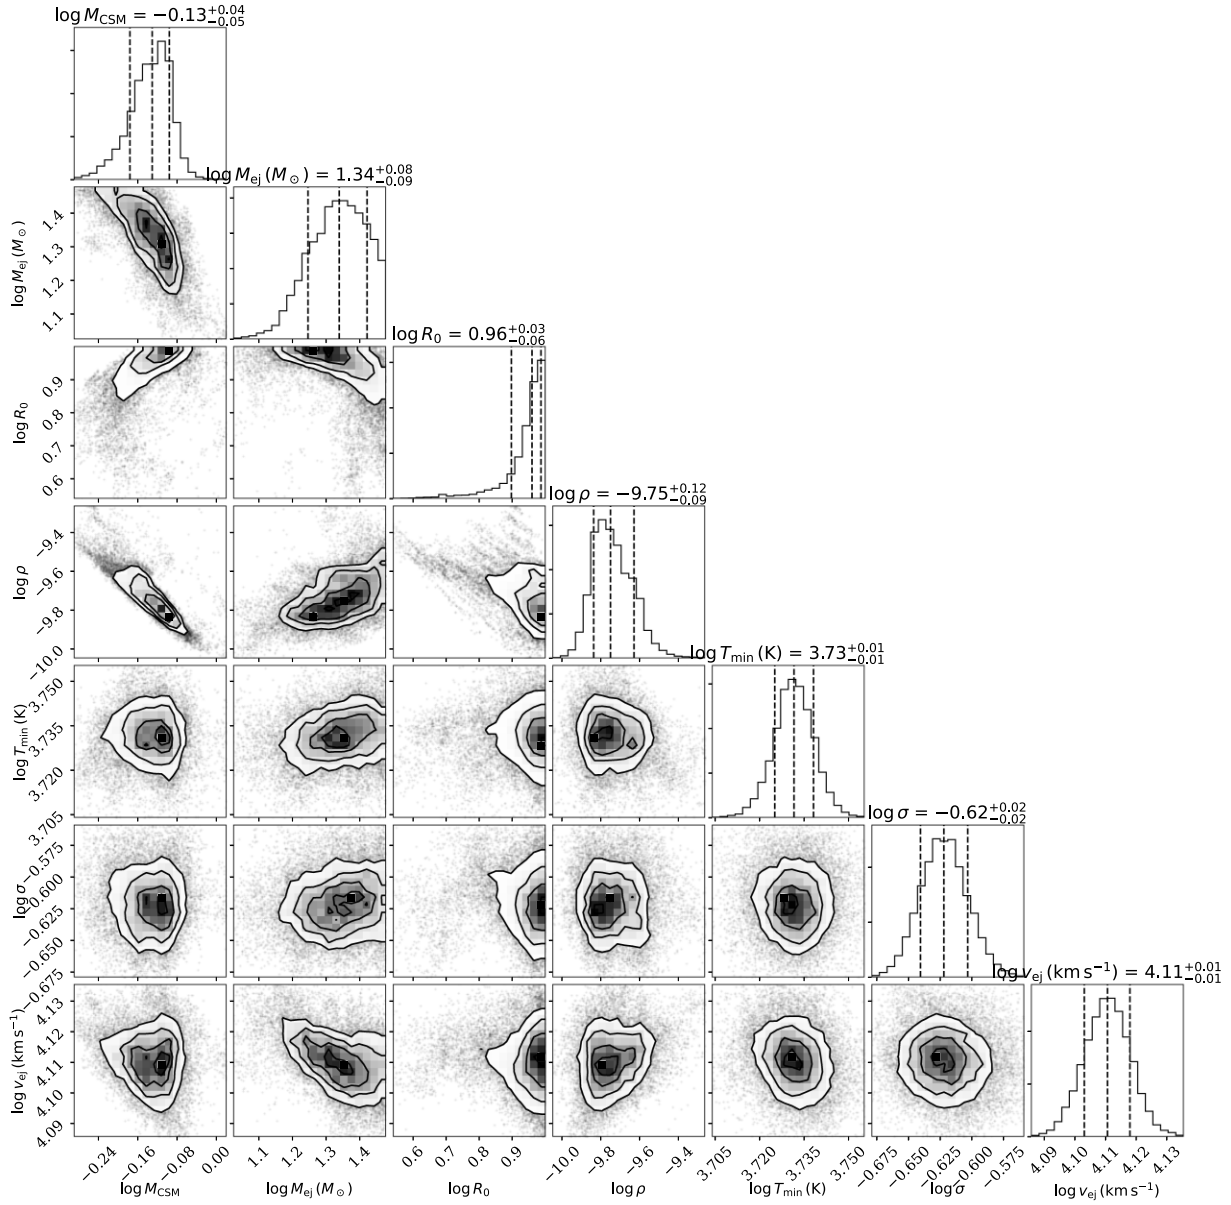 log M_CSM = −0.13^{+0.04}_{−0.05}
log M_ej (M_⊙) = 1.34^{+0.08}_{−0.09}
log M_ej (M_⊙)
1.4
1.3
1.2
1.1
log R_0 = 0.96^{+0.03}_{−0.06}
log R_0
0.9
0.8
0.7
0.6
log ρ = −9.75^{+0.12}_{−0.09}
log ρ
−9.4
−9.6
−9.8
−10.0
log T_min (K) = 3.73^{+0.01}_{−0.01}
log T_min (K)
3.750
3.735
3.720
3.705
log σ = −0.62^{+0.02}_{−0.02}
log σ
−0.575
−0.600
−0.625
−0.650
−0.675
log v_ej (km s^{−1}) = 4.11^{+0.01}_{−0.01}
log v_ej (km s^{−1})
4.13
4.12
4.11
4.10
4.09
−0.24 −0.16 −0.08 0.00 1.1 1.2 1.3 1.4 0.6 0.7 0.8 0.9 −10.0 −9.8 −9.6 −9.4 3.705 3.720 3.735 3.750 −0.675 −0.650 −0.625 −0.600 −0.575 4.09 4.10 4.11 4.12 4.13
log M_CSM log M_ej (M_⊙) log R_0 log ρ log T_min (K) log σ log v_ej (km s^{−1})